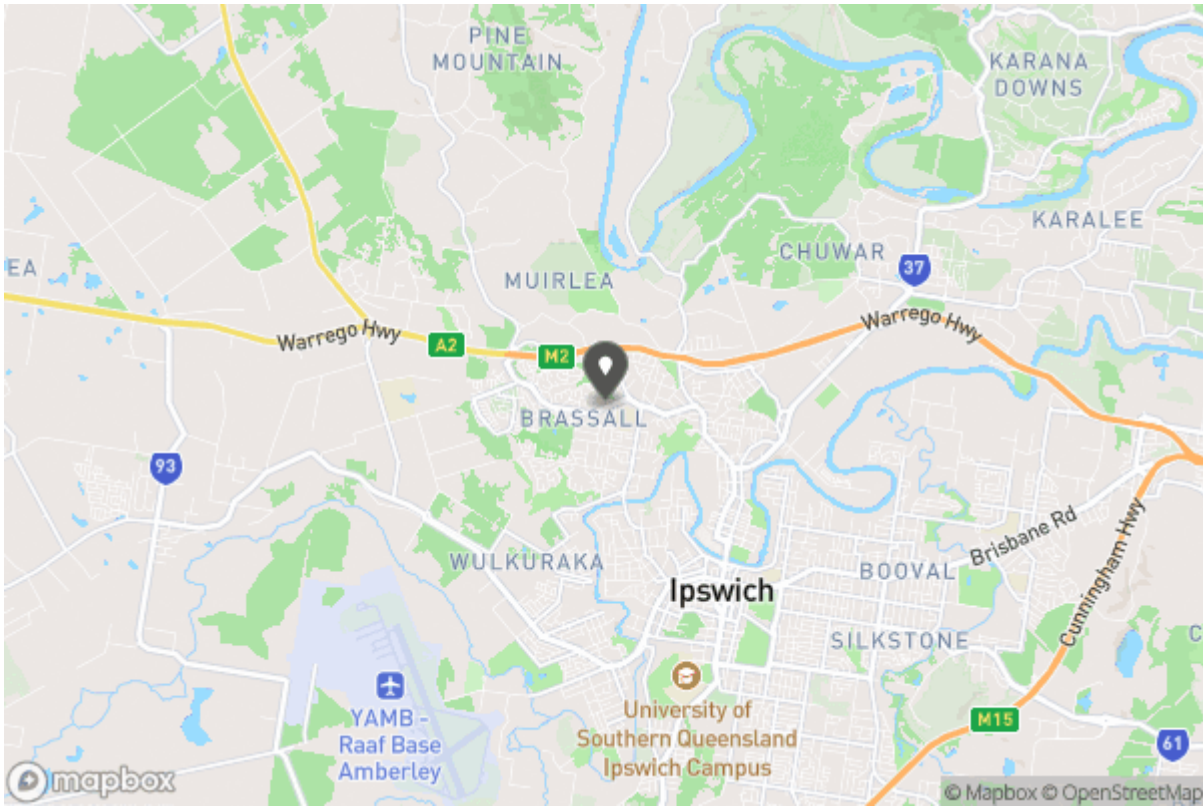 PINE
MOUNTAIN
KARANA
DOWNS
KARALEE
CHUWAR
EA
MUIRLEA
37
Warrego Hwy
Warrego Hwy
A2
M2
BRASSALL
93
Brisbane Rd
WULKURAKA
Ipswich
BOOVAL
Cunningham Hwy
SILKSTONE
C
YAMB -
Raaf Base
Amberley
University of
Southern Queensland
Ipswich Campus
M15
61
mapbox
© Mapbox © OpenStreetMap